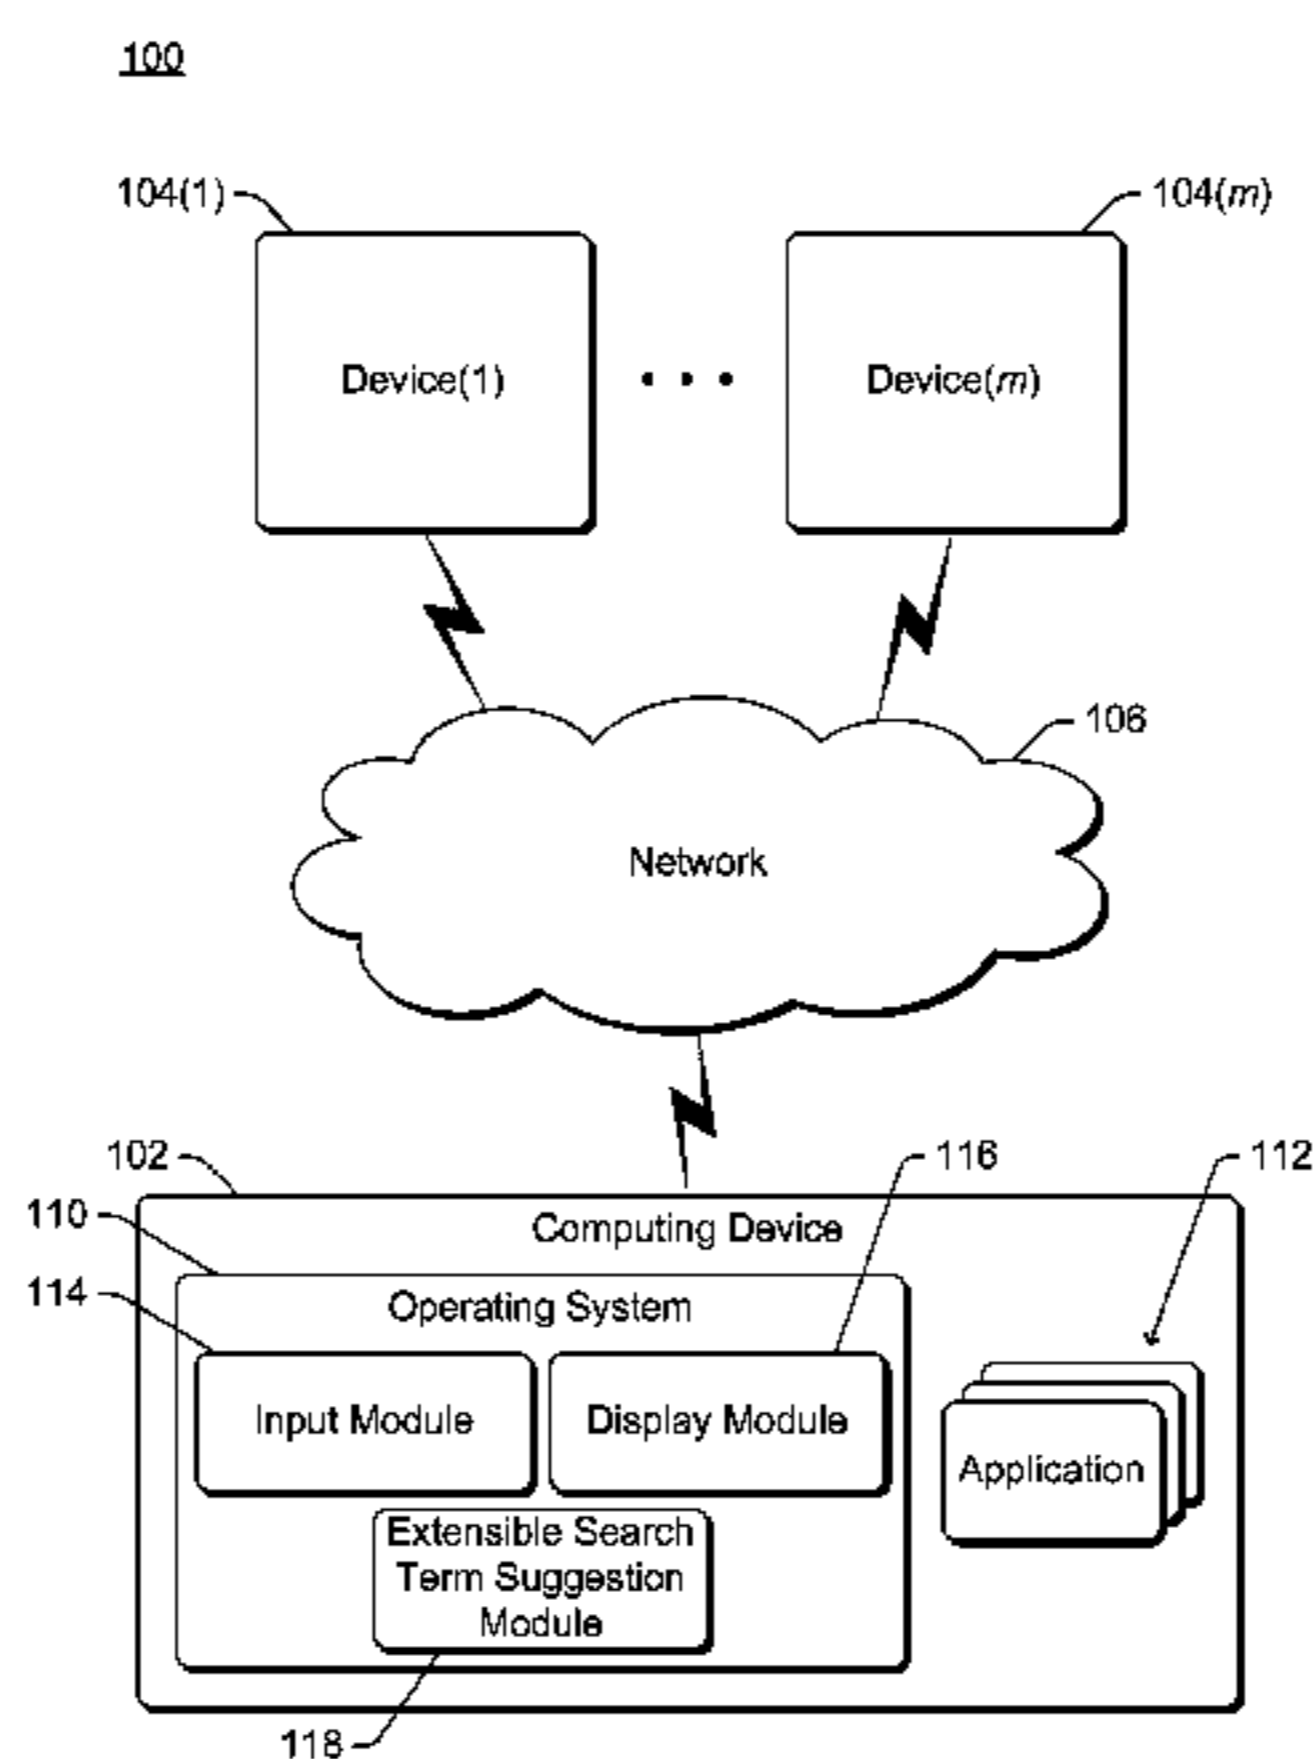 100
104(1)
104(m)
Device(1)
• • •
Device(m)
106
Network
102
116
112
110
Computing Device
114
Operating System
Input Module
Display Module
Application
Extensible Search
Term Suggestion
Module
118